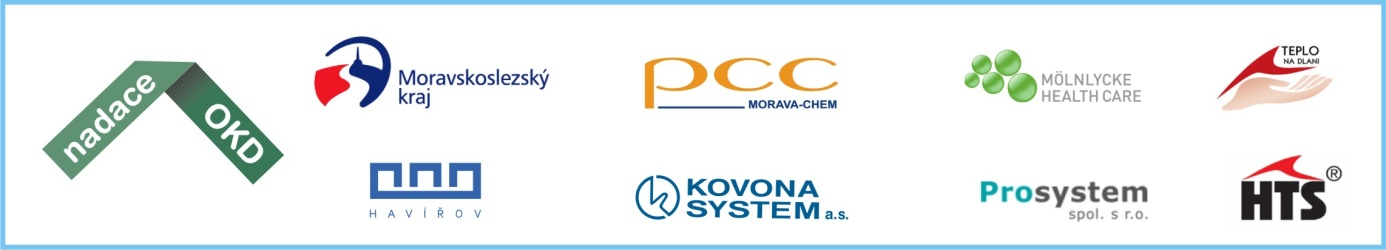 nadace
OKD
Moravskoslezský
kraj
pcc
MORAVA-CHEM
MÖLNLYCKE
HEALTH CARE
TEPLO
NA DLANI
HAVÍŘOV
KOVONA
SYSTEM a.s.
Prosystem
spol. s r.o.
HTS®